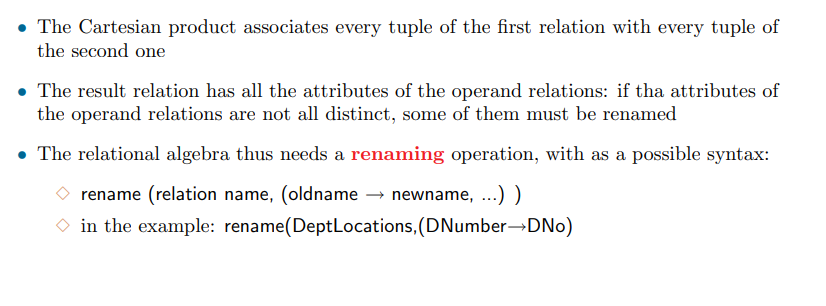 • The Cartesian product associates every tuple of the first relation with every tuple of
the second one
• The result relation has all the attributes of the operand relations: if tha attributes of
the operand relations are not all distinct, some of them must be renamed
• The relational algebra thus needs a renaming operation, with as a possible syntax:
◇ rename (relation name, (oldname → newname, ...) )
◇ in the example: rename(DeptLocations,(DNumber→DNo)